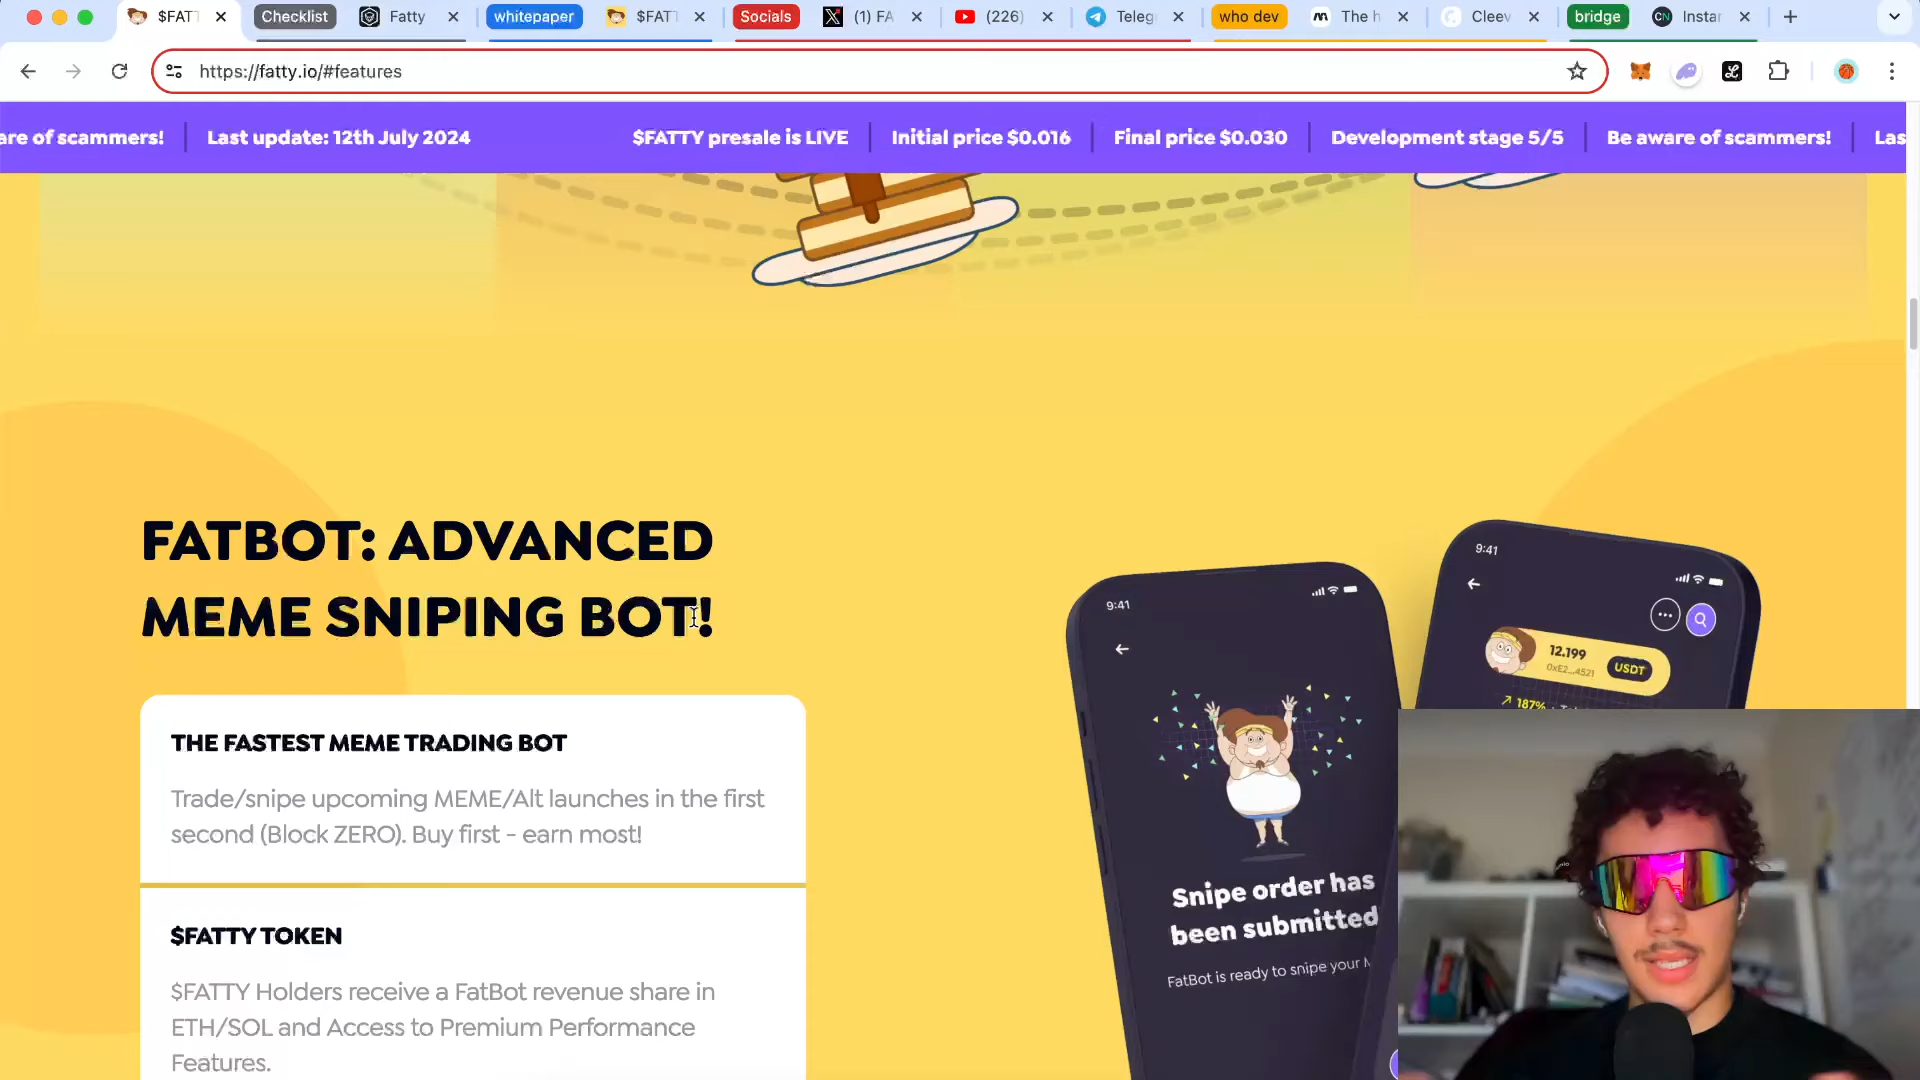 $FAT
Checklist
Fatty
whitepaper
$FAT
Socials
(1) FA
(226)
Teleg
who dev
The h
Cleev
bridge
Instar
https://fatty.io/#features
are of scammers!
Last update: 12th July 2024
$FATTY presale is LIVE
Initial price $0.016
Final price $0.030
Development stage 5/5
Be aware of scammers!
Las
FATBOT: ADVANCED
MEME SNIPING BOT!
THE FASTEST MEME TRADING BOT
Trade/snipe upcoming MEME/Alt launches in the first
second (Block ZERO). Buy first - earn most!
$FATTY TOKEN
$FATTY Holders receive a FatBot revenue share in
ETH/SOL and Access to Premium Performance
Features.
9:41
Snipe order has
been submitted
FatBot is ready to snipe your
9:41
12.199
0xE2...4521
USDT
187%